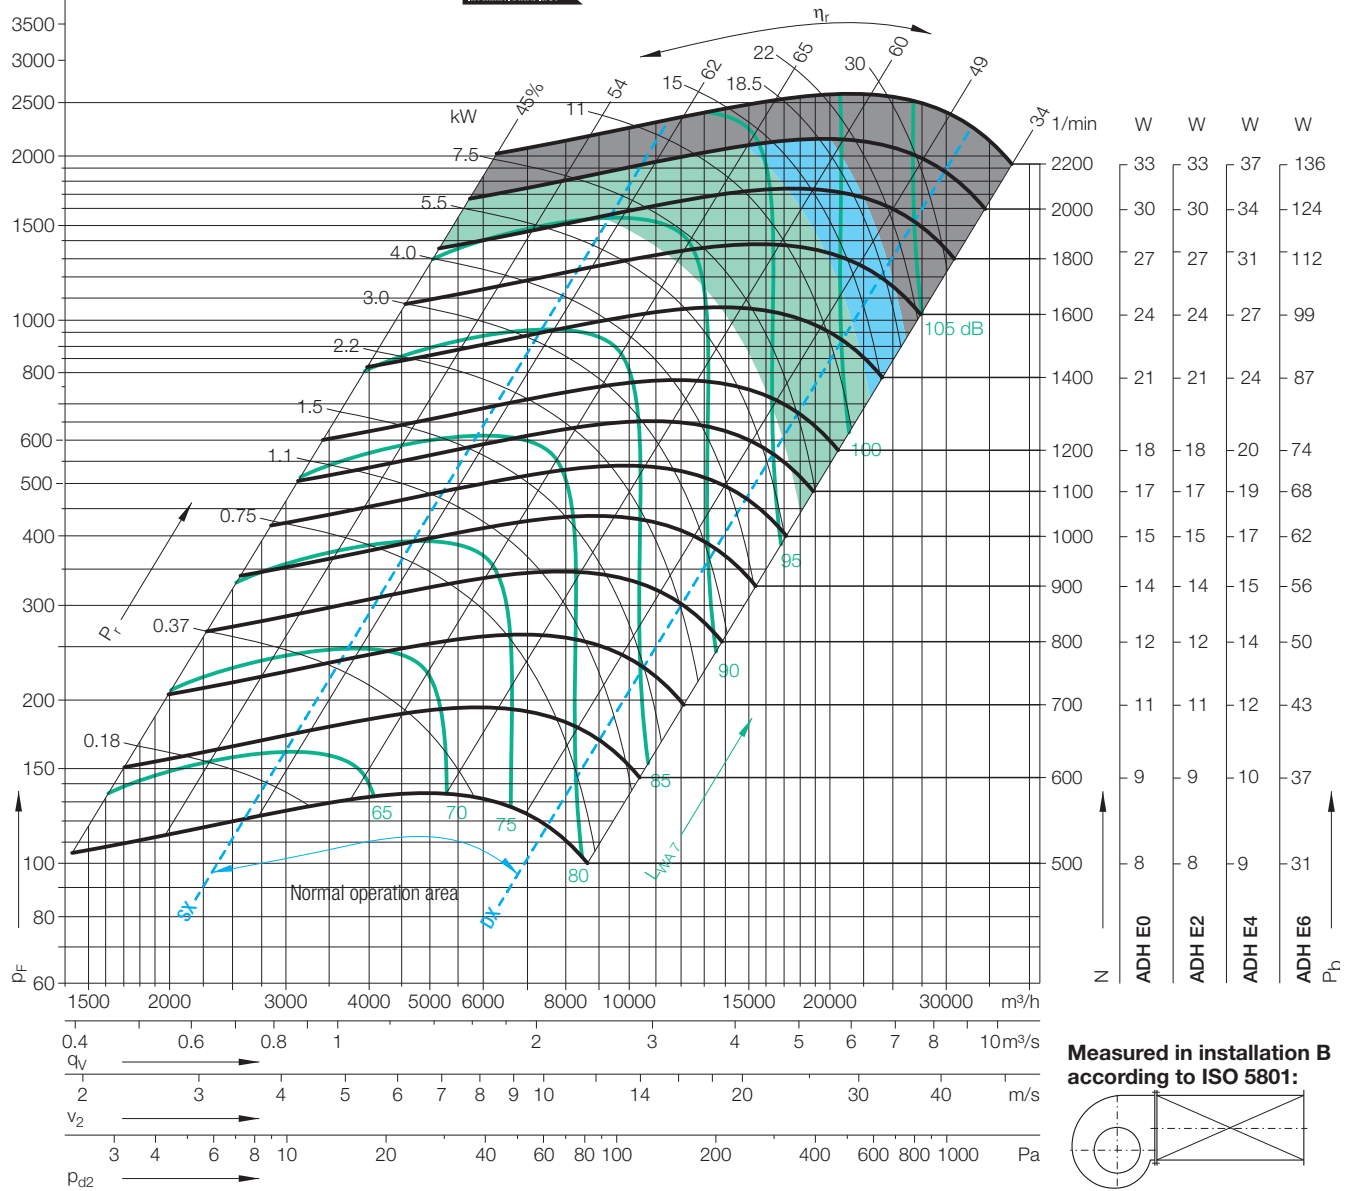 η_r
3500
3000
2500
2000
1500
1000
800
600
500
400
300
200
150
100
80
60
p_F
P_r
kW
45%
54
62
65
60
49
34
7.5
11
15
18.5
22
30
5.5
4.0
3.0
2.2
1.5
1.1
0.75
0.37
0.18
105 dB
100
95
90
85
80
75
70
65
L_WA 7
SX
DX
Normal operation area
1/min W W W W
2200 33 33 37 136
2000 30 30 34 124
1800 27 27 31 112
1600 24 24 27 99
1400 21 21 24 87
1200 18 18 20 74
1100 17 17 19 68
1000 15 15 17 62
900 14 14 15 56
800 12 12 14 50
700 11 11 12 43
600 9 9 10 37
500 8 8 9 31
N ADH E0 ADH E2 ADH E4 ADH E6 P_b
1500 2000 3000 4000 5000 6000 8000 10000 15000 20000 30000 m³/h
0.4 0.6 0.8 1 2 3 4 5 6 7 8 10 m³/s
q_V
2 3 4 5 6 7 8 9 10 14 20 30 40 m/s
v_2
3 4 6 8 10 20 40 60 80 100 200 400 600 800 1000 Pa
p_d2
Measured in installation B
according to ISO 5801: